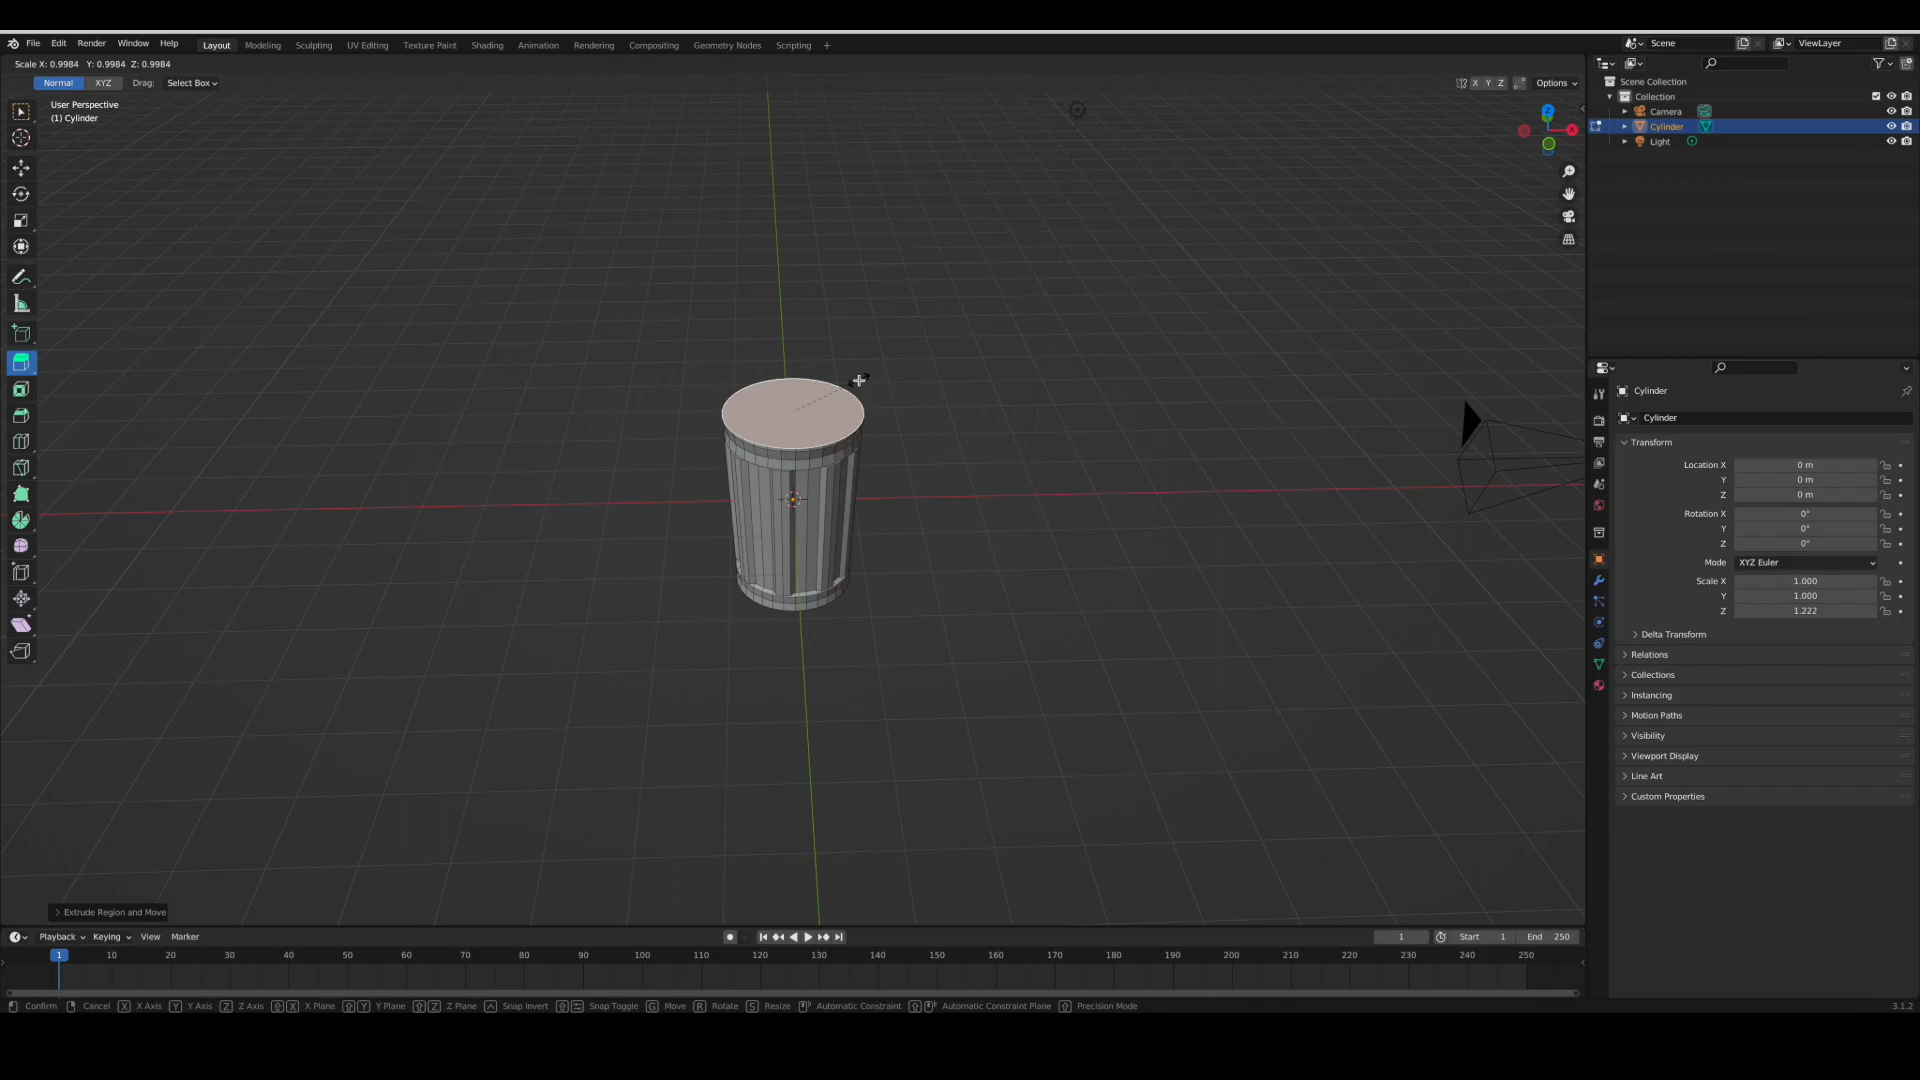 File Edit Render Window Help Layout Modeling Sculpting UV Editing Texture Paint Shading Animation Rendering Compositing Geometry Nodes Scripting + Scene ViewLayer
Scale X: 0.9984 Y: 0.9984 Z: 0.9984
Normal XYZ Drag: Select Box X Y Z Options
User Perspective
(1) Cylinder
Scene Collection
Collection
Camera
Cylinder
Light
Cylinder
Cylinder
Transform
Location X 0 m
Y 0 m
Z 0 m
Rotation X 0°
Y 0°
Z 0°
Mode XYZ Euler
Scale X 1.000
Y 1.000
Z 1.222
Delta Transform
Relations
Collections
Instancing
Motion Paths
Visibility
Viewport Display
Line Art
Custom Properties
Extrude Region and Move
Playback Keying View Marker 1 Start 1 End 250
1 10 20 30 40 50 60 70 80 90 100 110 120 130 140 150 160 170 180 190 200 210 220 230 240 250
Confirm Cancel X X Axis Y Y Axis Z Z Axis X X Plane Y Y Plane Z Z Plane Snap Invert Snap Toggle G Move R Rotate S Resize Automatic Constraint Automatic Constraint Plane Precision Mode 3.1.2